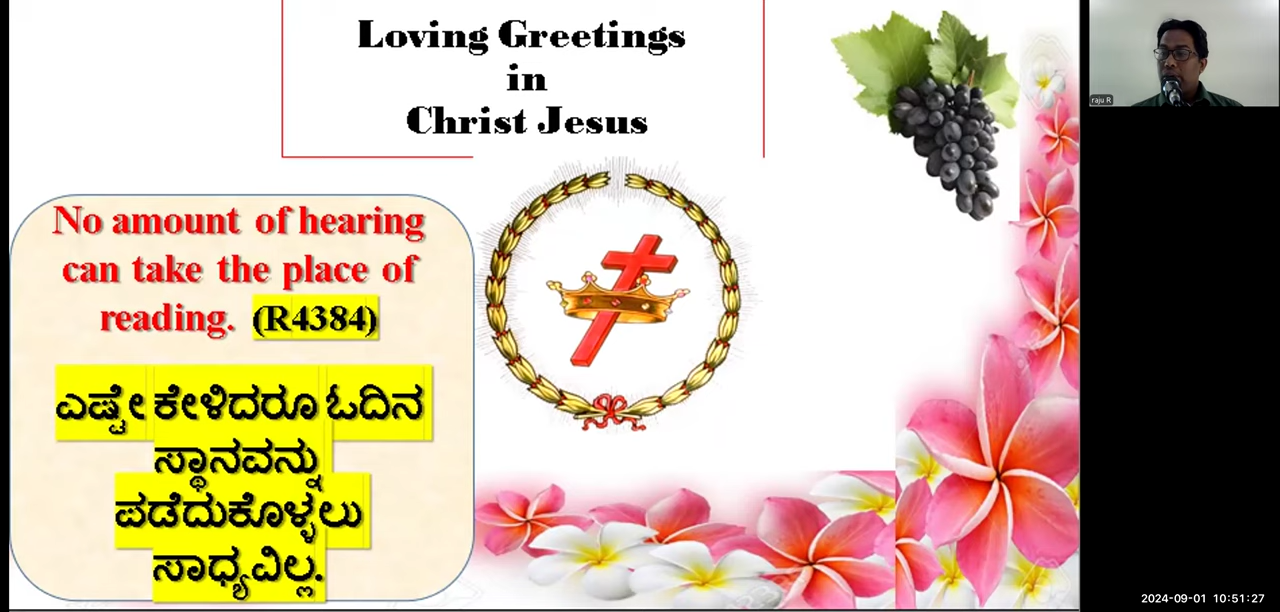 Loving Greetings
in
Christ Jesus
No amount of hearing
can take the place of
reading. (R4384)
ಎಷ್ಟೇ ಕೇಳಿದರೂ ಓದಿನ
ಸ್ಥಾನವನ್ನು
ಪಡೆದುಕೊಳ್ಳಲು
ಸಾಧ್ಯವಿಲ್ಲ.
raju R
2024-09-01 10:51:27